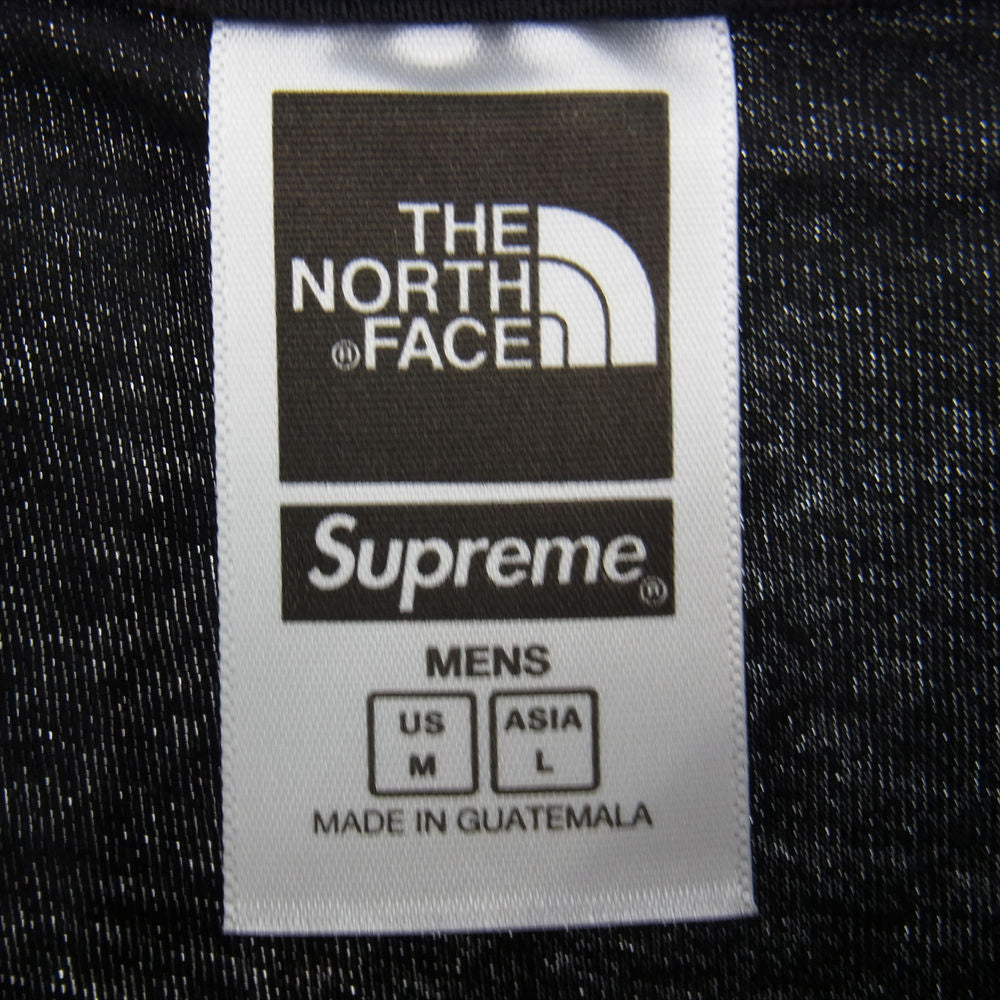 THE
NORTH
®FACE
Supreme®
MENS
US ASIA
M L
MADE IN GUATEMALA